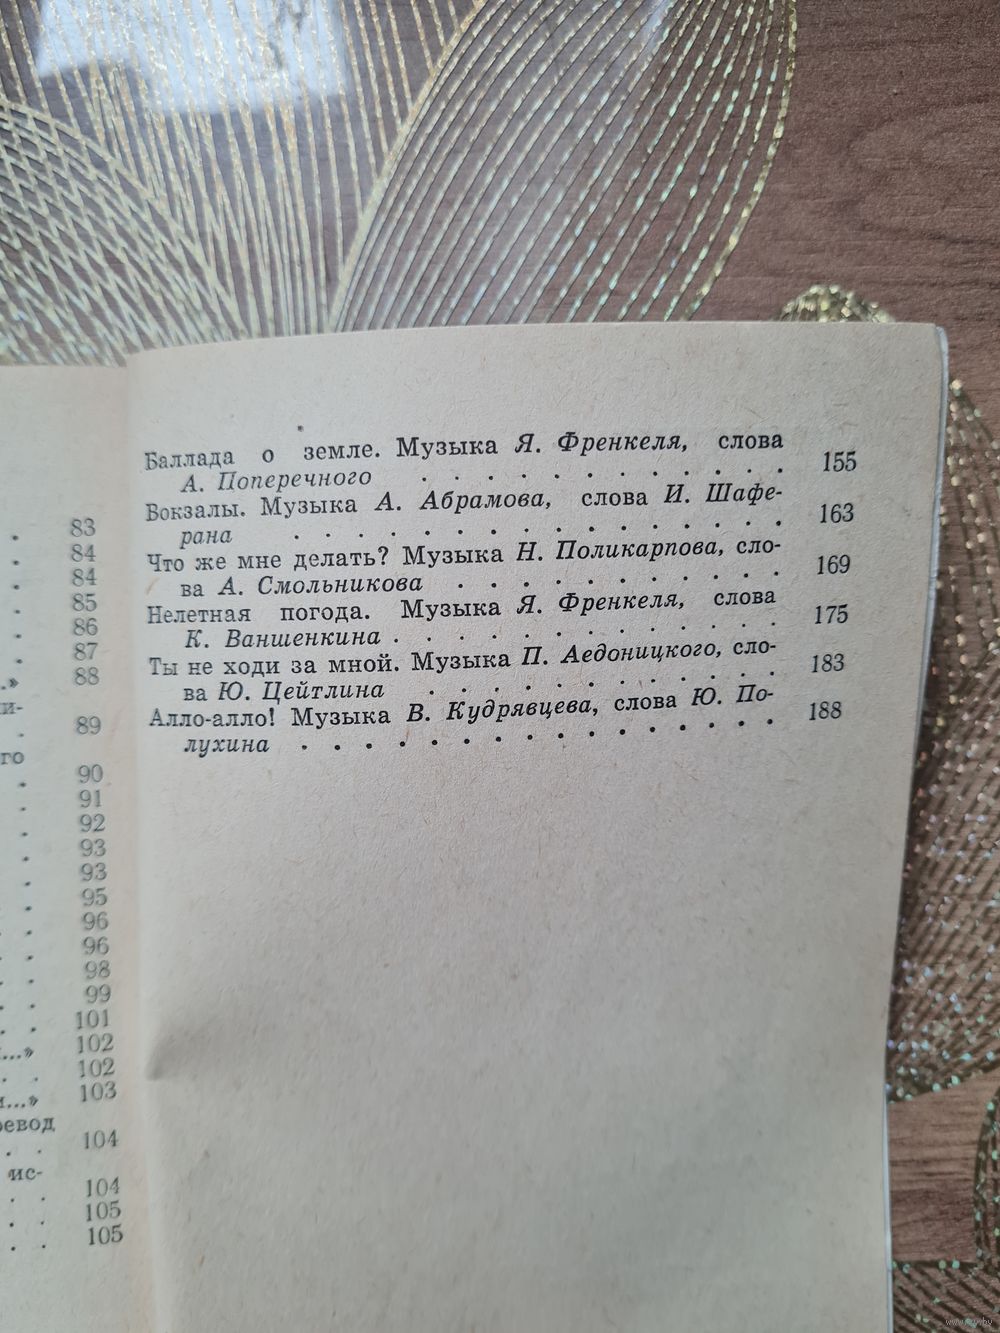 83
84
84
85
86
87
.»
88
ни-
89
го
90
91
92
93
93
95
96
96
98
99
101
...»
102
102
...»
103
ревод
104
ис-
104
105
105
Баллада о земле. Музыка Я. Френкеля, слова
А. Поперечного . . . . . . . . . . . 155
Вокзалы. Музыка А. Абрамова, слова И. Шафе-
рана . . . . . . . . . . . . . . . 163
Что же мне делать? Музыка Н. Поликарпова, сло-
ва А. Смольникова . . . . . . . . . . 169
Нелетная погода. Музыка Я. Френкеля, слова
К. Ваншенкина . . . . . . . . . . . . 175
Ты не ходи за мной. Музыка П. Аедоницкого, сло-
ва Ю. Цейтлина . . . . . . . . . . . 183
Алло-алло! Музыка В. Кудрявцева, слова Ю. По-
лухина . . . . . . . . . . . . . . . 188